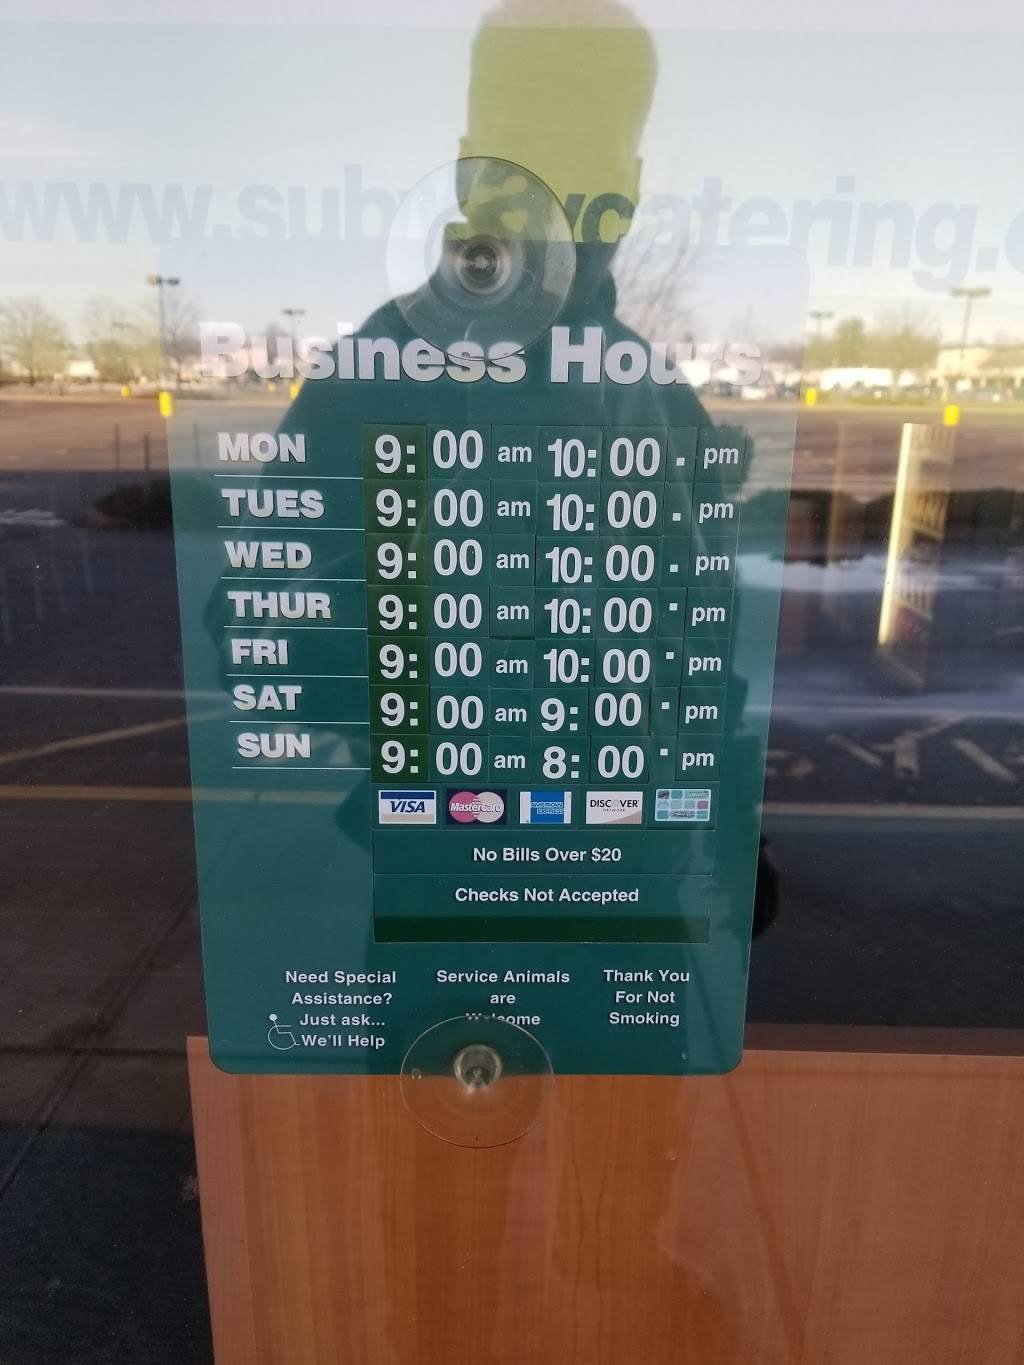 www.subwaycatering.
Business Hours
MON 9:00 am 10:00 pm
TUES 9:00 am 10:00 pm
WED 9:00 am 10:00 pm
THUR 9:00 am 10:00 pm
FRI 9:00 am 10:00 pm
SAT 9:00 am 9:00 pm
SUN 9:00 am 8:00 pm
VISA MasterCard AMERICAN EXPRESS DISCOVER NETWORK
No Bills Over $20
Checks Not Accepted
Need Special
Assistance?
Just ask...
We'll Help
Service Animals
are
Welcome
Thank You
For Not
Smoking